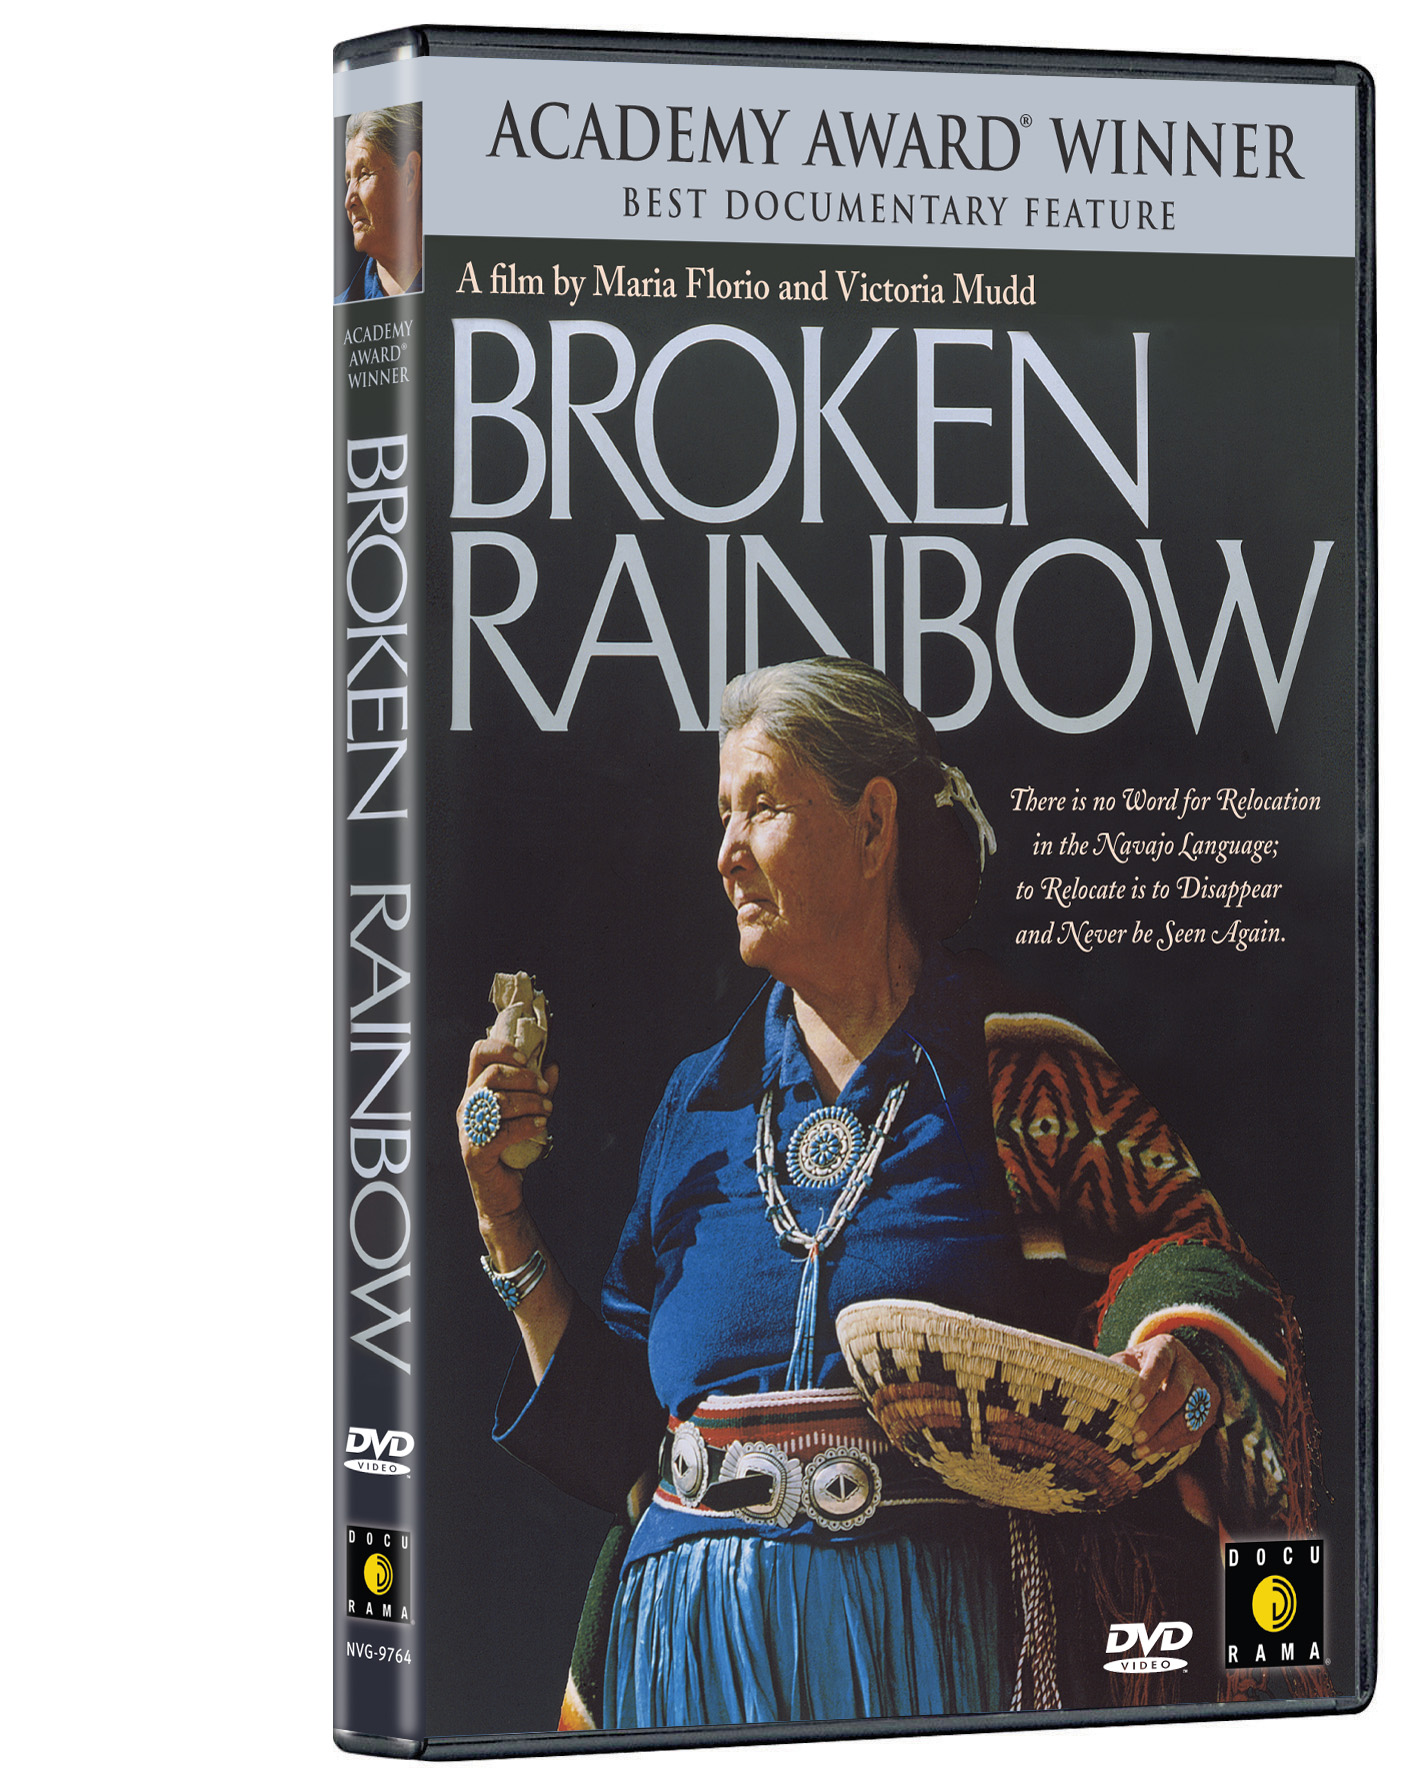 ACADEMY AWARD® WINNER
BEST DOCUMENTARY FEATURE
A film by Maria Florio and Victoria Mudd
BROKEN
RAINBOW
There is no Word for Relocation
in the Navajo Language;
to Relocate is to Disappear
and Never be Seen Again.
DVD
VIDEO
DOCU
RAMA®
ACADEMY
AWARD®
WINNER
BROKEN RAINBOW
DVD
VIDEO
DOCU
RAMA
NVG-9764